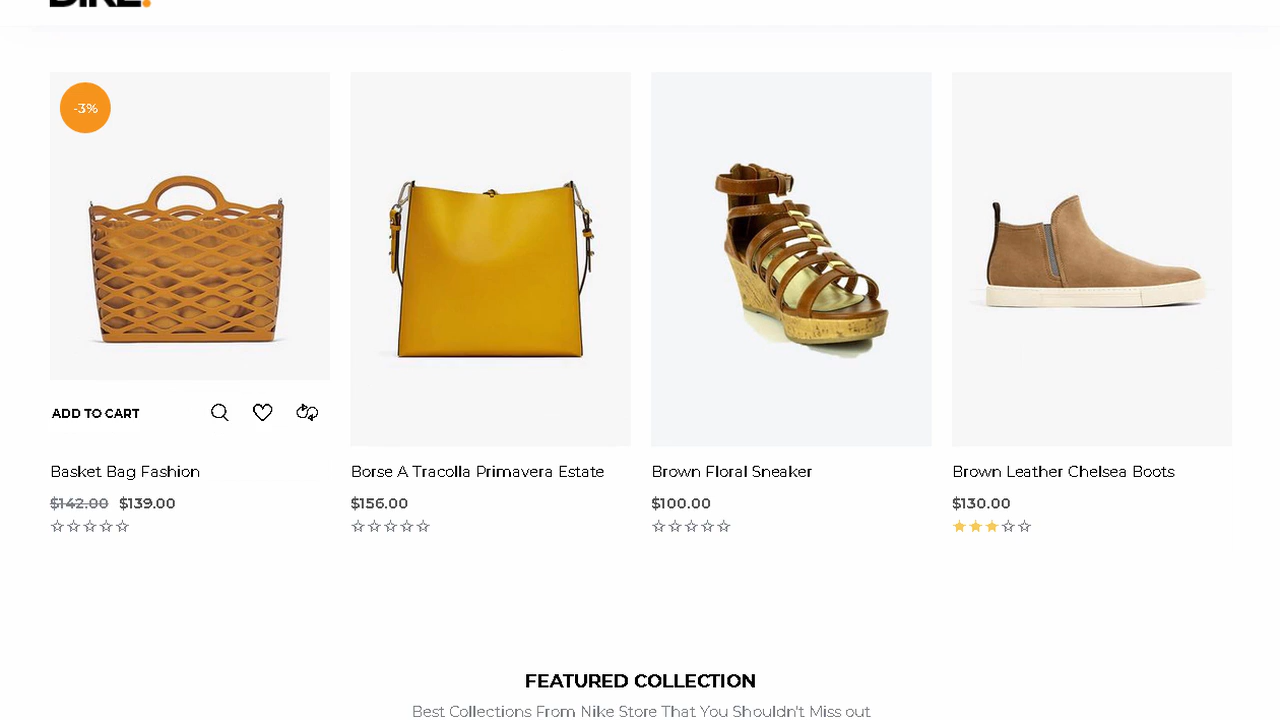 -3%
ADD TO CART
Basket Bag Fashion
$142.00 $139.00
Borse A Tracolla Primavera Estate
$156.00
Brown Floral Sneaker
$100.00
Brown Leather Chelsea Boots
$130.00
FEATURED COLLECTION
Best Collections From Nike Store That You Shouldn't Miss out